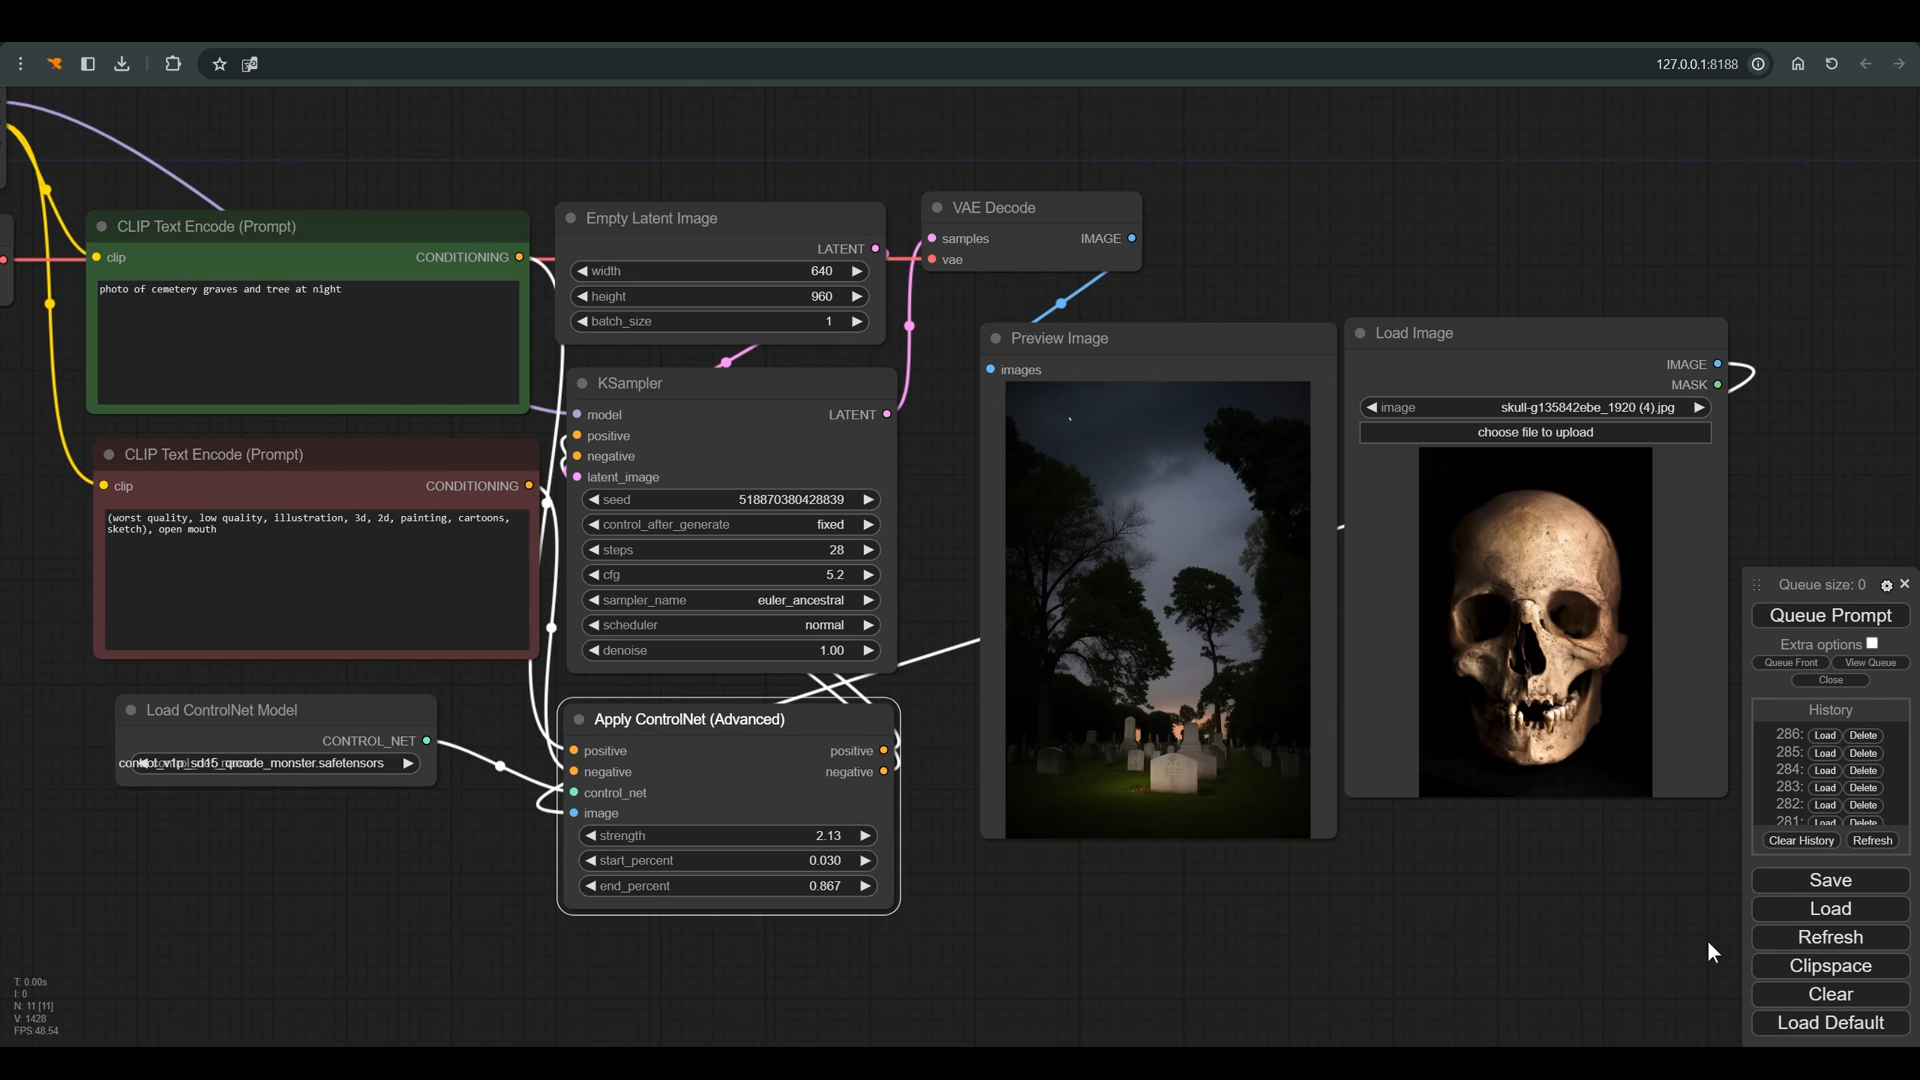 127.0.0.1:8188
CLIP Text Encode (Prompt)
clip
CONDITIONING
photo of cemetery graves and tree at night
CLIP Text Encode (Prompt)
clip
CONDITIONING
(worst quality, low quality, illustration, 3d, 2d, painting, cartoons,
sketch), open mouth
Load ControlNet Model
CONTROL_NET
control_v1p_sd15_qrcode_monster.safetensors
Empty Latent Image
LATENT
width 640
height 960
batch_size 1
KSampler
model
LATENT
positive
negative
latent_image
seed 518870380428839
control_after_generate fixed
steps 28
cfg 5.2
sampler_name euler_ancestral
scheduler normal
denoise 1.00
Apply ControlNet (Advanced)
positive positive
negative negative
control_net
image
strength 2.13
start_percent 0.030
end_percent 0.867
VAE Decode
samples IMAGE
vae
Preview Image
images
Load Image
IMAGE
MASK
image skull-g135842ebe_1920 (4).jpg
choose file to upload
Queue size: 0
Queue Prompt
Extra options
Queue Front View Queue
Close
History
286: Load Delete
285: Load Delete
284: Load Delete
283: Load Delete
282: Load Delete
281: Load Delete
Clear History Refresh
Save
Load
Refresh
Clipspace
Clear
Load Default
T: 0.00s
I: 0
N: 11 [11]
V: 1428
FPS:48.54